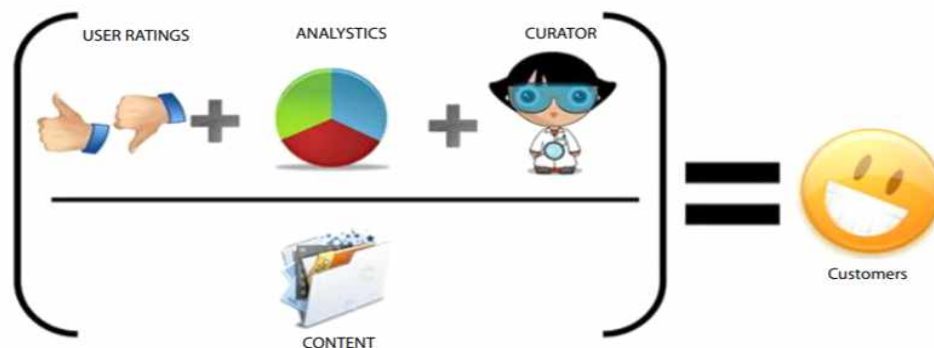 USER RATINGS
ANALYSTICS
CURATOR
CONTENT
Customers